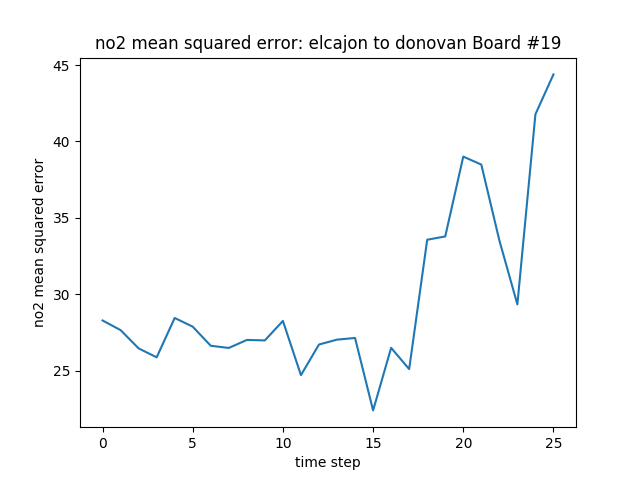 no2 mean squared error: elcajon to donovan Board #19
45
40
35
30
25
no2 mean squared error
0 5 10 15 20 25
time step